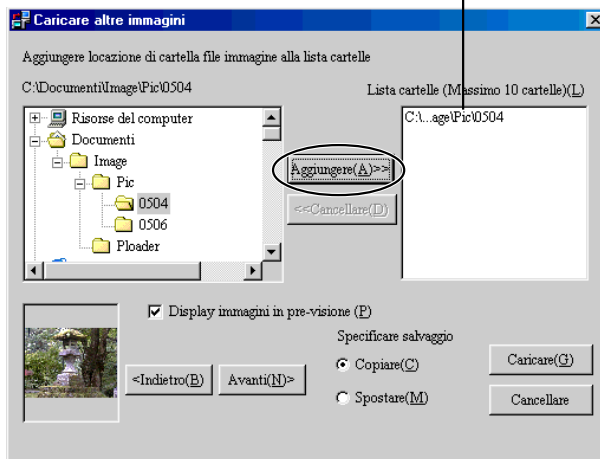 Caricare altre immagini
Aggiungere locazione di cartella file immagine alla lista cartelle
C:\Documenti\Image\Pic\0504
Lista cartelle (Massimo 10 cartelle)(L)
Risorse del computer
Documenti
Image
Pic
0504
0506
Ploader
Aggiungere(A)>>
<<Cancellare(D)
C:\...age\Pic\0504
Display immagini in pre-visione (P)
Specificare salvaggio
Copiare(C)
Spostare(M)
<Indietro(B)
Avanti(N)>
Caricare(G)
Cancellare